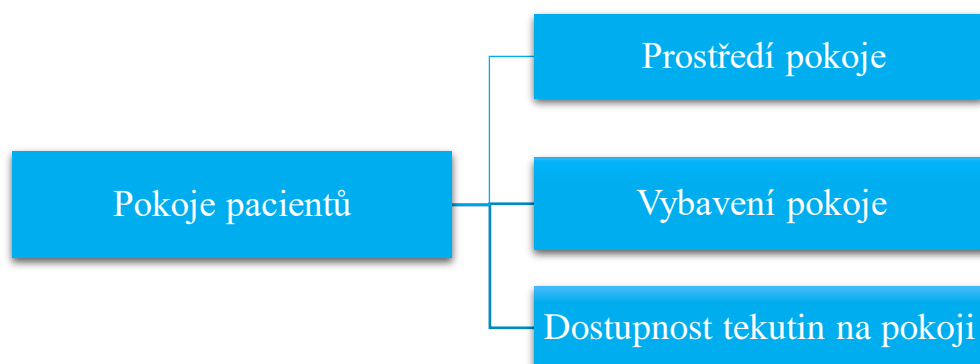 Pokoje pacientů
Prostředí pokoje
Vybavení pokoje
Dostupnost tekutin na pokoji